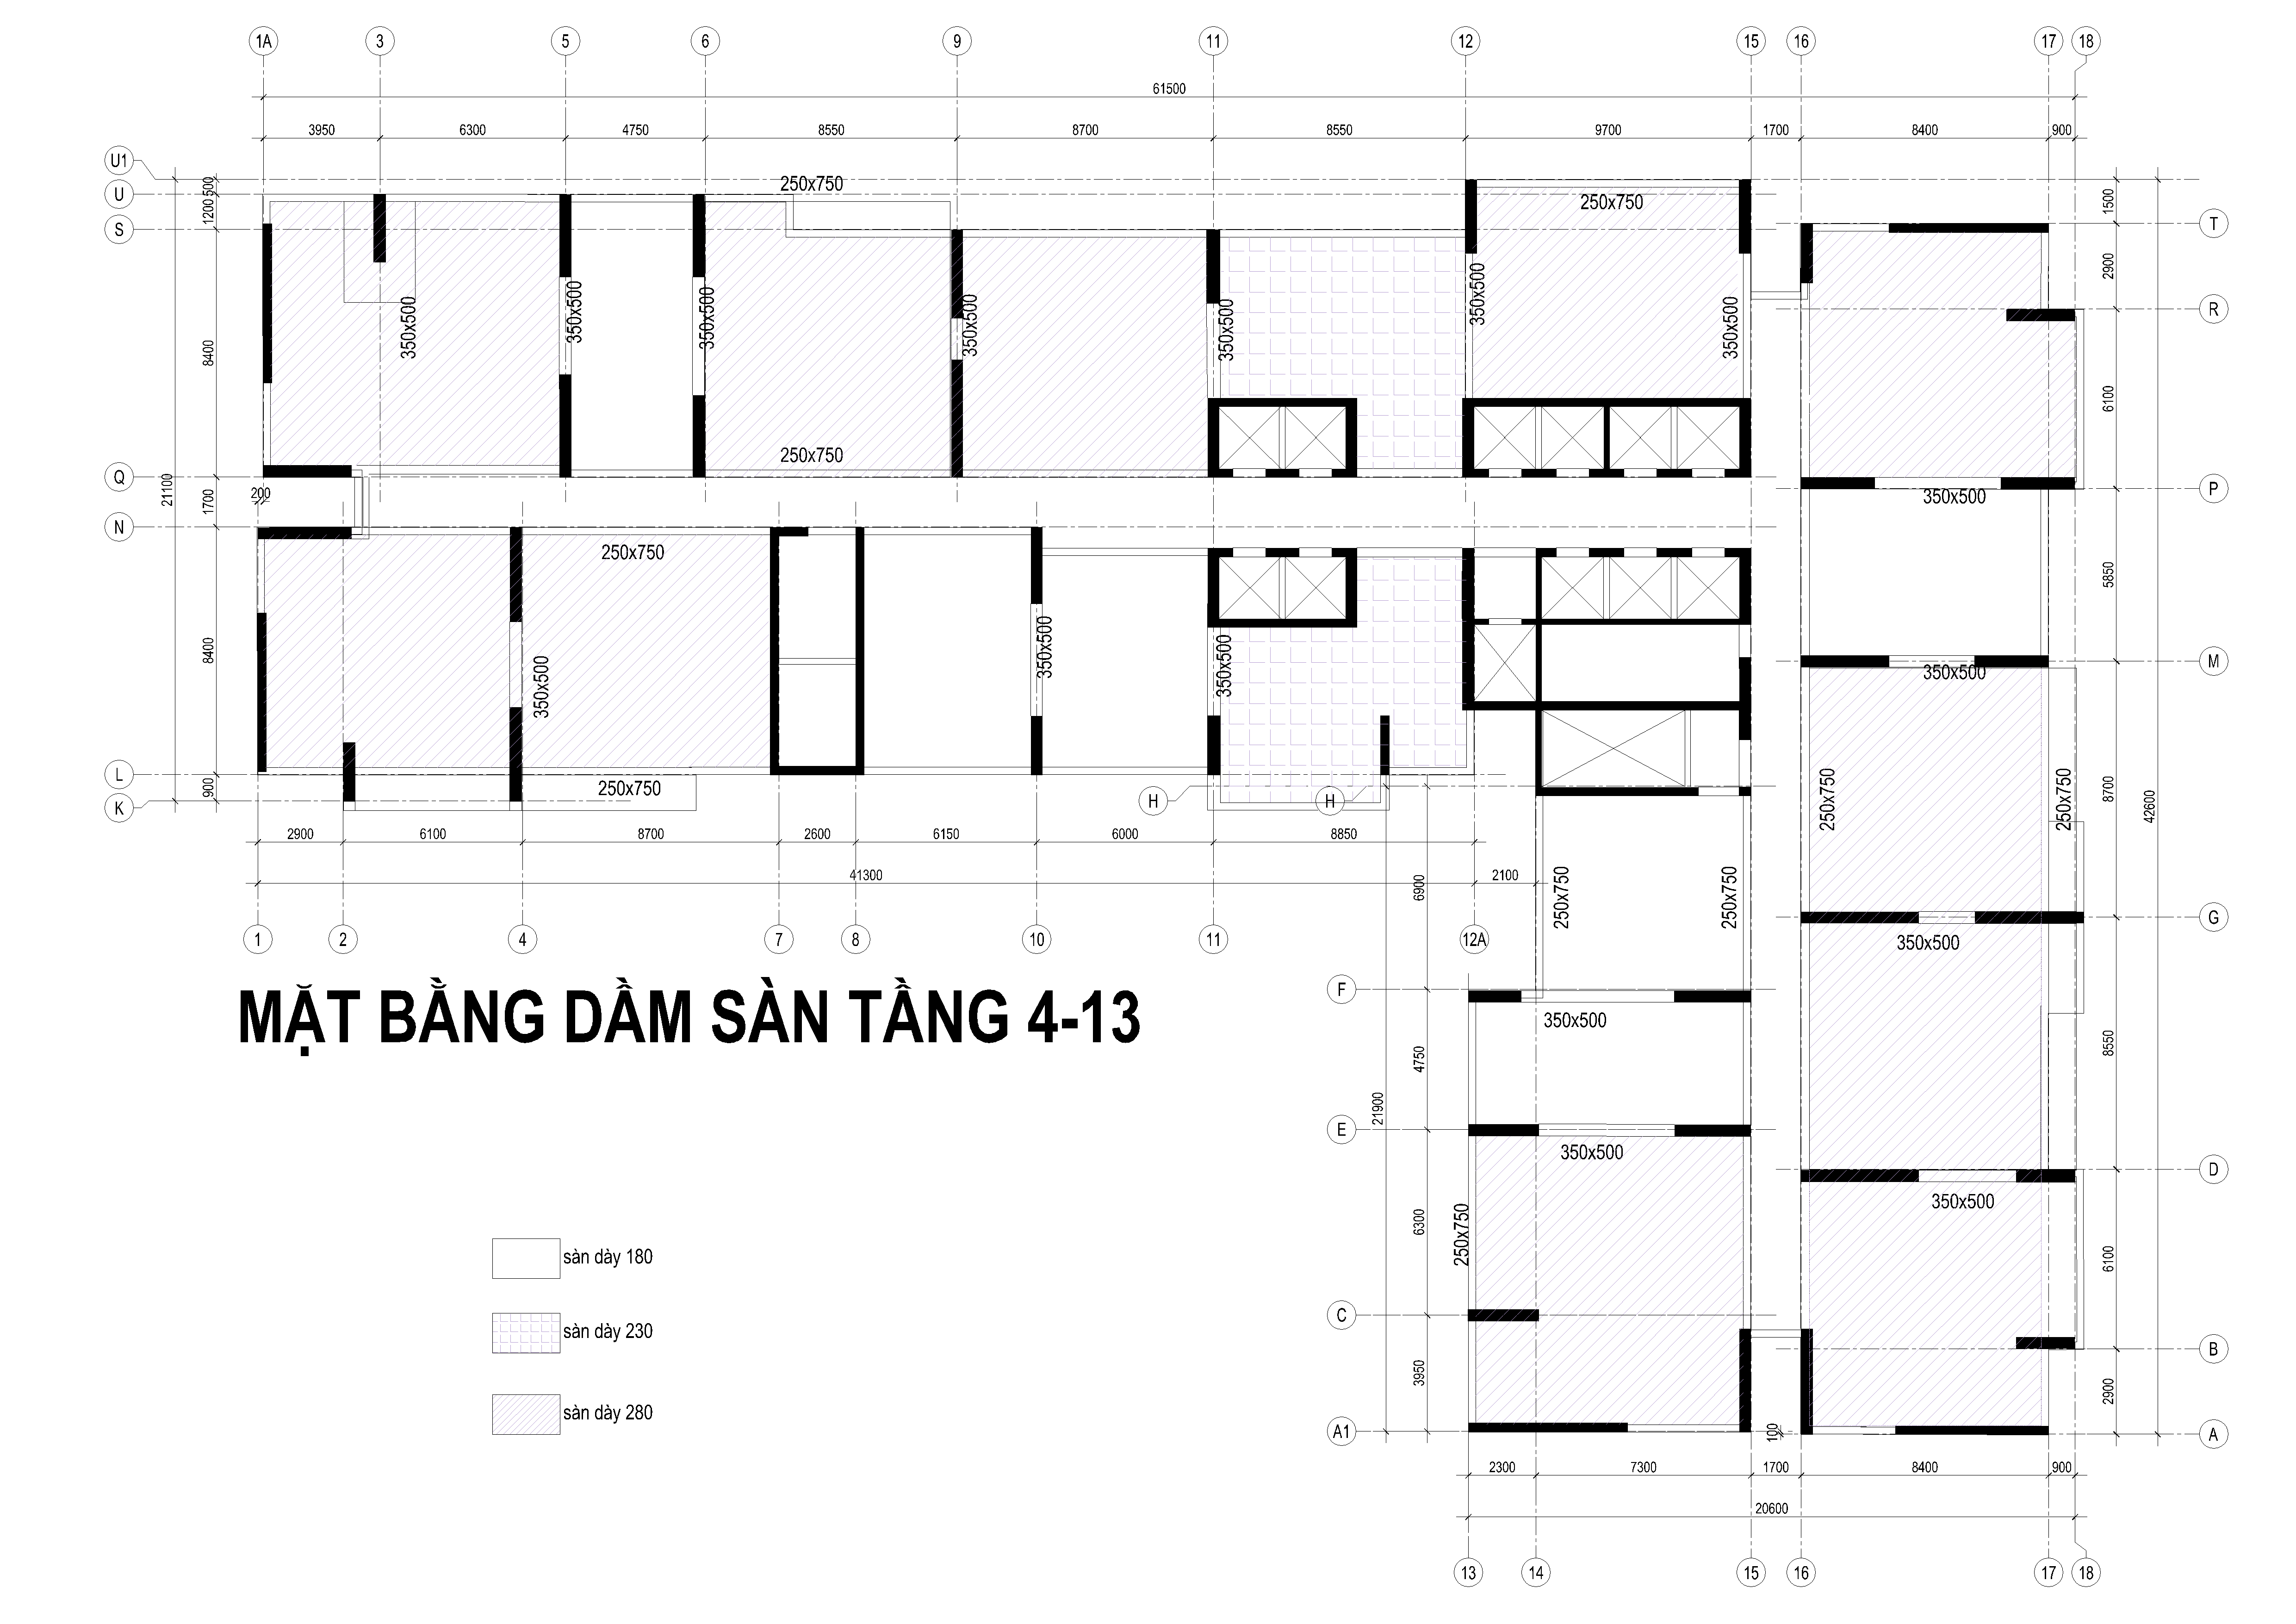 1A 3 5 6 9 11 12 15 16 17 18
61500
3950 6300 4750 8550 8700 8550 9700 1700 8400 900
U1
U
S
Q
N
L
K
500
1200
8400
1700
8400
900
21100
200
250x750
250x750
350x500
350x500
350x500
350x500
350x500
350x500
350x500
250x750
250x750
250x750
350x500
350x500
350x500
T
R
P
M
G
D
B
A
1500
2900
6100
5850
8700
8550
6100
2900
42600
350x500
350x500
250x750
250x750
350x500
350x500
H
H
2900 6100 8700 2600 6150 6000 8850
41300
2100
1 2 4 7 8 10 11 12A
MẶT BẰNG DẦM SÀN TẦNG 4-13
6900
4750
6300
3950
21900
250x750
250x750
F
E
C
A1
350x500
350x500
250x750
100
sàn dày 180
sàn dày 230
sàn dày 280
2300 7300 1700 8400 900
20600
13 14 15 16 17 18